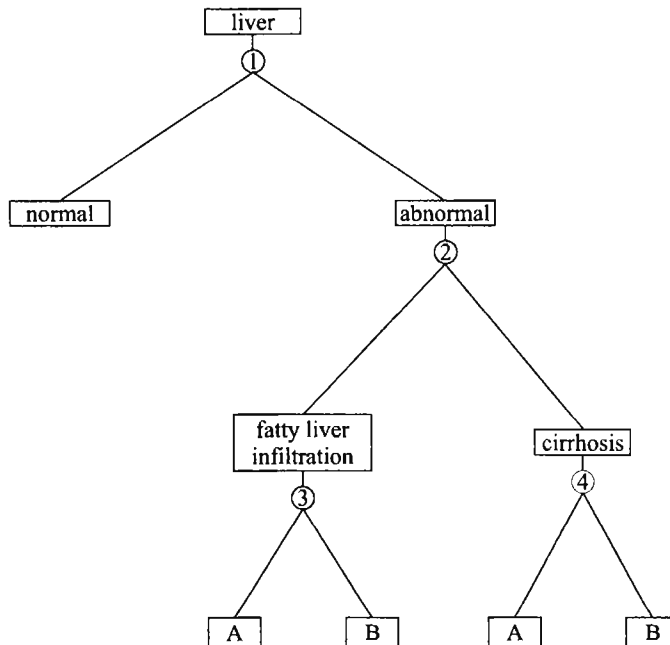 liver
1
normal
abnormal
2
fatty liver
infiltration
cirrhosis
3
4
A
B
A
B